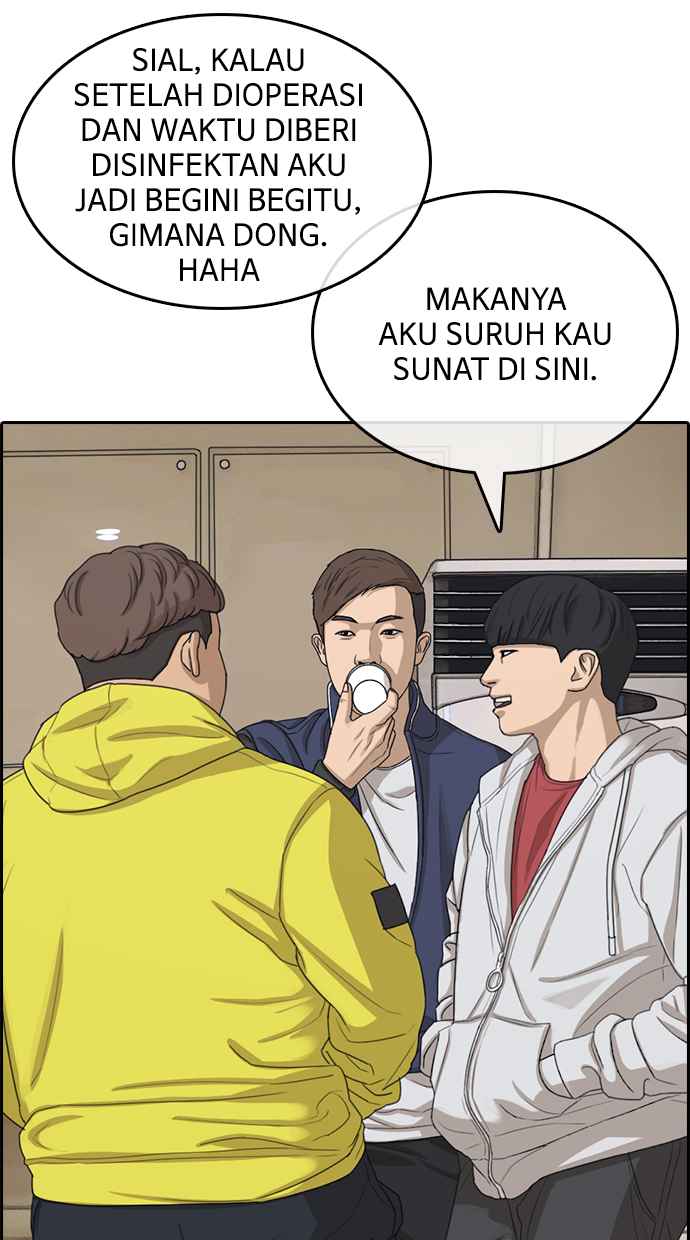 SIAL, KALAU
SETELAH DIOPERASI
DAN WAKTU DIBERI
DISINFEKTAN AKU
JADI BEGINI BEGITU,
GIMANA DONG.
HAHA
MAKANYA
AKU SURUH KAU
SUNAT DI SINI.